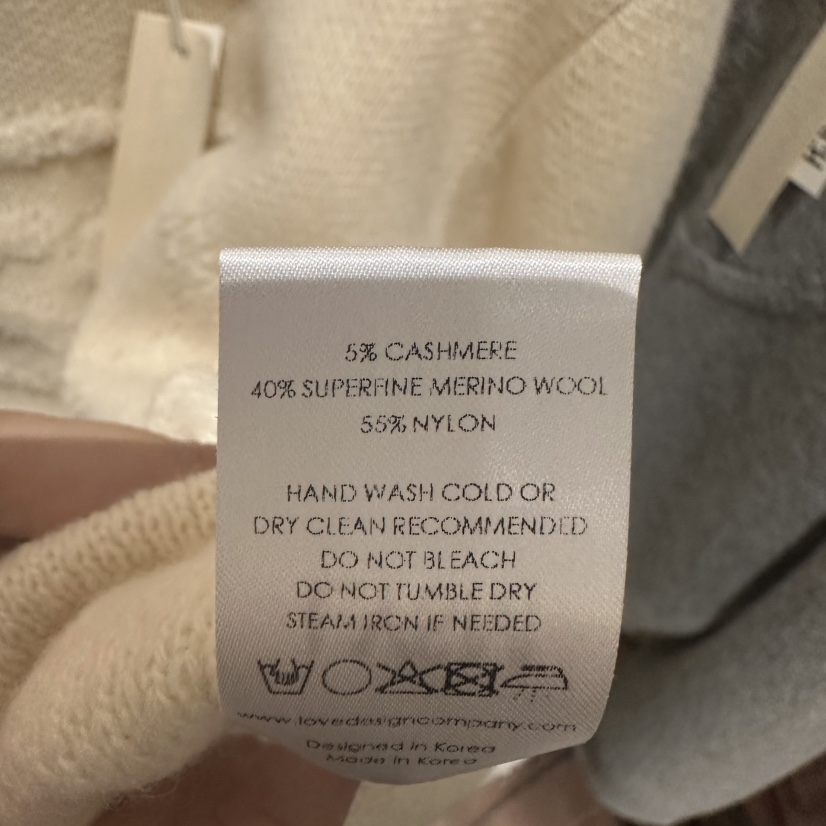 5% CASHMERE
40% SUPERFINE MERINO WOOL
55% NYLON
HAND WASH COLD OR
DRY CLEAN RECOMMENDED
DO NOT BLEACH
DO NOT TUMBLE DRY
STEAM IRON IF NEEDED
www.lovedesigncompany.com
Designed in Korea
Made in Korea